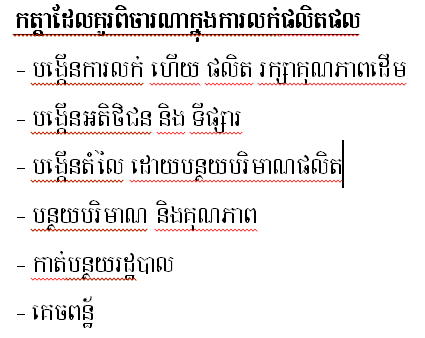 កត្តាដែលគួរពិចារណាក្នុងការលក់ផលិតផល
– បង្កើនការលក់ ហើយ ផលិត រក្សាគុណភាពដើម
– បង្កើនអតិថិជន និង ទីផ្សារ
– បង្កើនតំលៃ ដោយបន្ថយបរិមាណផលិត
– បន្ថយបរិមាណ និងគុណភាព
– កាត់បន្ថយរដ្ឋបាល
– គេចពន្ធ័